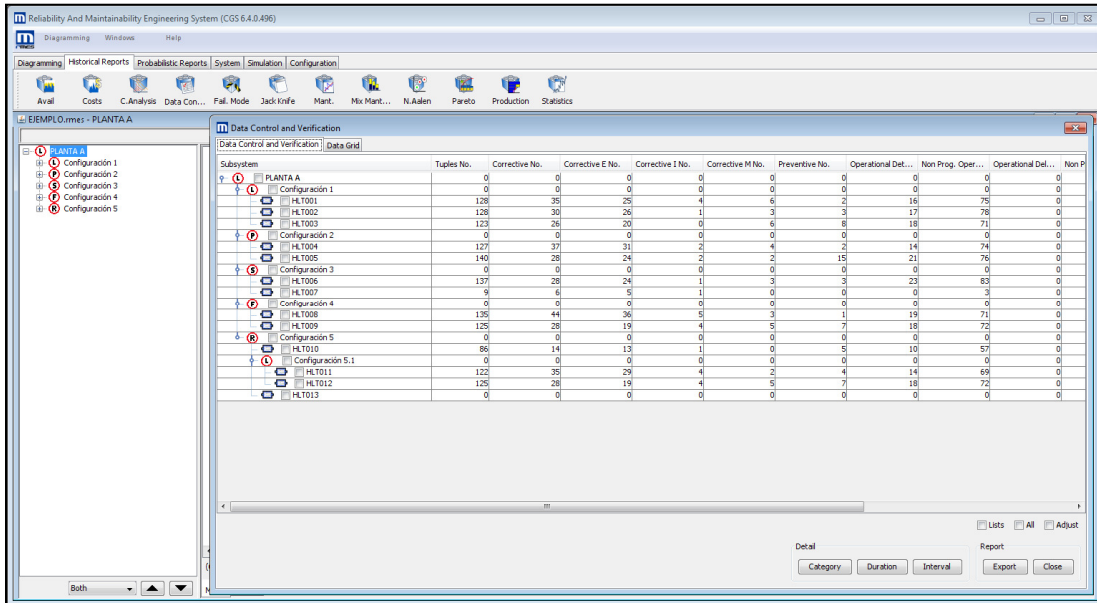 Reliability And Maintainability Engineering System (CGS 6.4.0.496)
Diagramming Windows Help
Diagramming Historical Reports Probabilistic Reports System Simulation Configuration
Avail Costs C.Analysis Data Con... Fail. Mode Jack Knife Mant. Mix Mant... N.Aalen Pareto Production Statistics
EJEMPLO.rmes - PLANTA A
PLANTA A
Configuración 1
Configuración 2
Configuración 3
Configuración 4
Configuración 5
Both
Data Control and Verification
Data Control and Verification Data Grid
Subsystem Tuples No. Corrective No. Corrective E No. Corrective I No. Corrective M No. Preventive No. Operational Det... Non Prog. Oper... Operational Del... Non P
L PLANTA A 0 0 0 0 0 0 0 0 0
L Configuración 1 0 0 0 0 0 0 0 0 0
HLT001 128 35 25 4 6 2 16 75 0
HLT002 128 30 26 1 3 3 17 78 0
HLT003 123 26 20 0 6 8 18 71 0
P Configuración 2 0 0 0 0 0 0 0 0 0
HLT004 127 37 31 2 4 2 14 74 0
HLT005 140 28 24 2 2 15 21 76 0
S Configuración 3 0 0 0 0 0 0 0 0 0
HLT006 137 28 24 1 3 3 23 83 0
HLT007 9 6 5 1 0 0 0 3 0
F Configuración 4 0 0 0 0 0 0 0 0 0
HLT008 135 44 36 5 3 1 19 71 0
HLT009 125 28 19 4 5 7 18 72 0
R Configuración 5 0 0 0 0 0 0 0 0 0
HLT010 86 14 13 1 0 5 10 57 0
L Configuración 5.1 0 0 0 0 0 0 0 0 0
HLT011 122 35 29 4 2 4 14 69 0
HLT012 125 28 19 4 5 7 18 72 0
HLT013 0 0 0 0 0 0 0 0 0
Lists All Adjust
Detail Report
Category Duration Interval Export Close